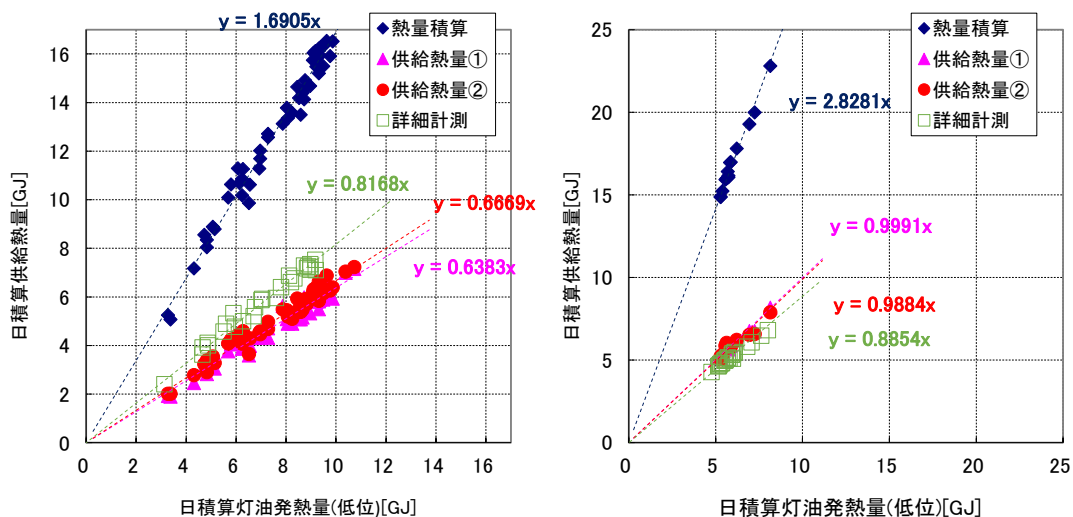 y = 1.6905x
熱量積算
供給熱量①
供給熱量②
詳細計測
y = 0.8168x
y = 0.6669x
y = 0.6383x
16
14
12
10
8
6
4
2
0
0 2 4 6 8 10 12 14 16
日積算供給熱量[GJ]
日積算灯油発熱量(低位)[GJ]
熱量積算
供給熱量①
供給熱量②
詳細計測
y = 2.8281x
y = 0.9991x
y = 0.9884x
y = 0.8854x
25
20
15
10
5
0
0 5 10 15 20 25
日積算供給熱量[GJ]
日積算灯油発熱量(低位)[GJ]